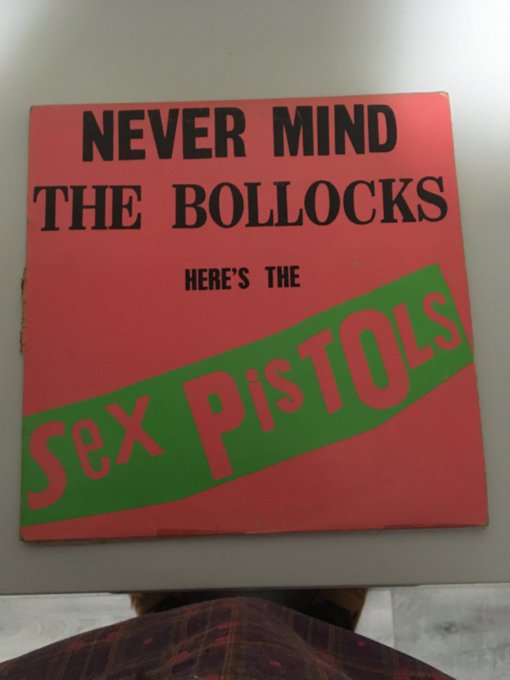 NEVER MIND
THE BOLLOCKS
HERE'S THE
Sex PisTOLS